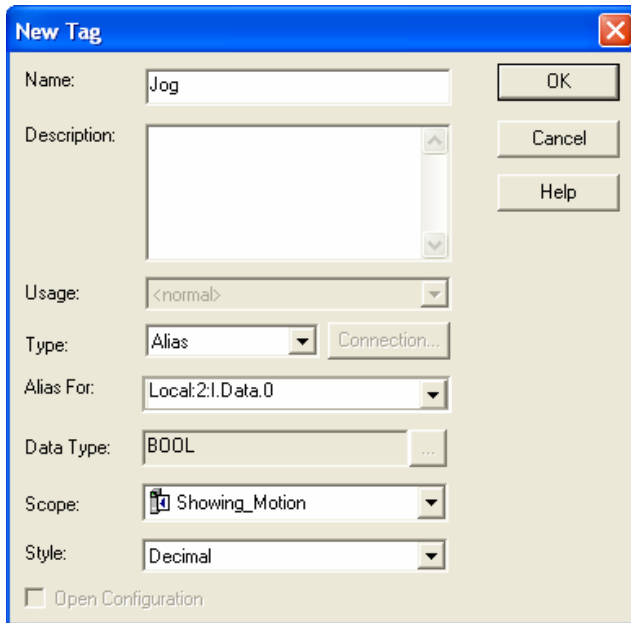 New Tag
Name: Jog OK
Description: Cancel
Help
Usage: <normal>
Type: Alias Connection...
Alias For: Local:2:I.Data.0
Data Type: BOOL ...
Scope: Showing_Motion
Style: Decimal
Open Configuration